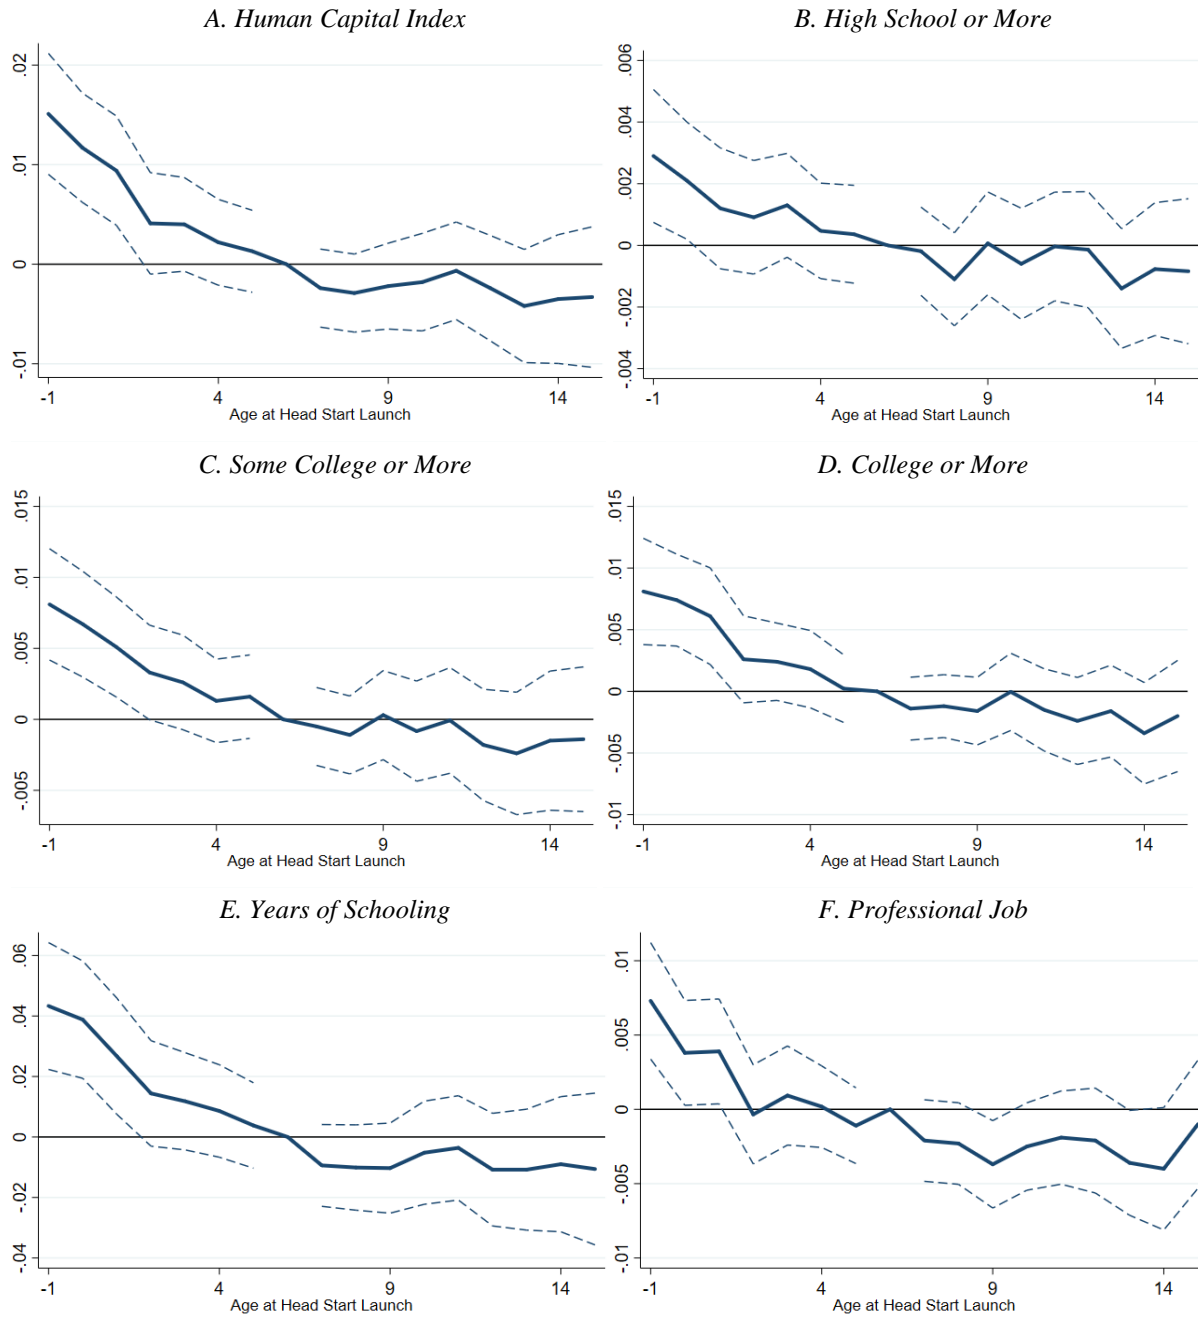 A. Human Capital Index
.02
.01
0
-.01
-1 4 9 14
Age at Head Start Launch
B. High School or More
.006
.004
.002
0
-.002
-.004
-1 4 9 14
Age at Head Start Launch
C. Some College or More
.015
.01
.005
0
-.005
-1 4 9 14
Age at Head Start Launch
D. College or More
.015
.01
.005
0
-.005
-.01
-1 4 9 14
Age at Head Start Launch
E. Years of Schooling
.06
.04
.02
0
-.02
-.04
-1 4 9 14
Age at Head Start Launch
F. Professional Job
.01
.005
0
-.005
-.01
-1 4 9 14
Age at Head Start Launch